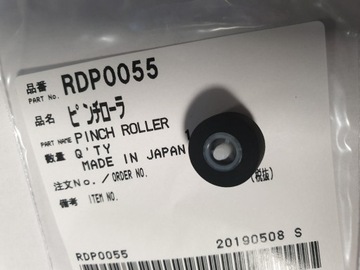 品番 RDP0055
PART NO.
品名 ピンチローラ
PART NAME PINCH ROLLER 1
数量 Q'TY
MADE IN JAPAN
注文No./ORDER NO.
(税抜)
備考 ITEM NO.
RDP0055 20190508 S